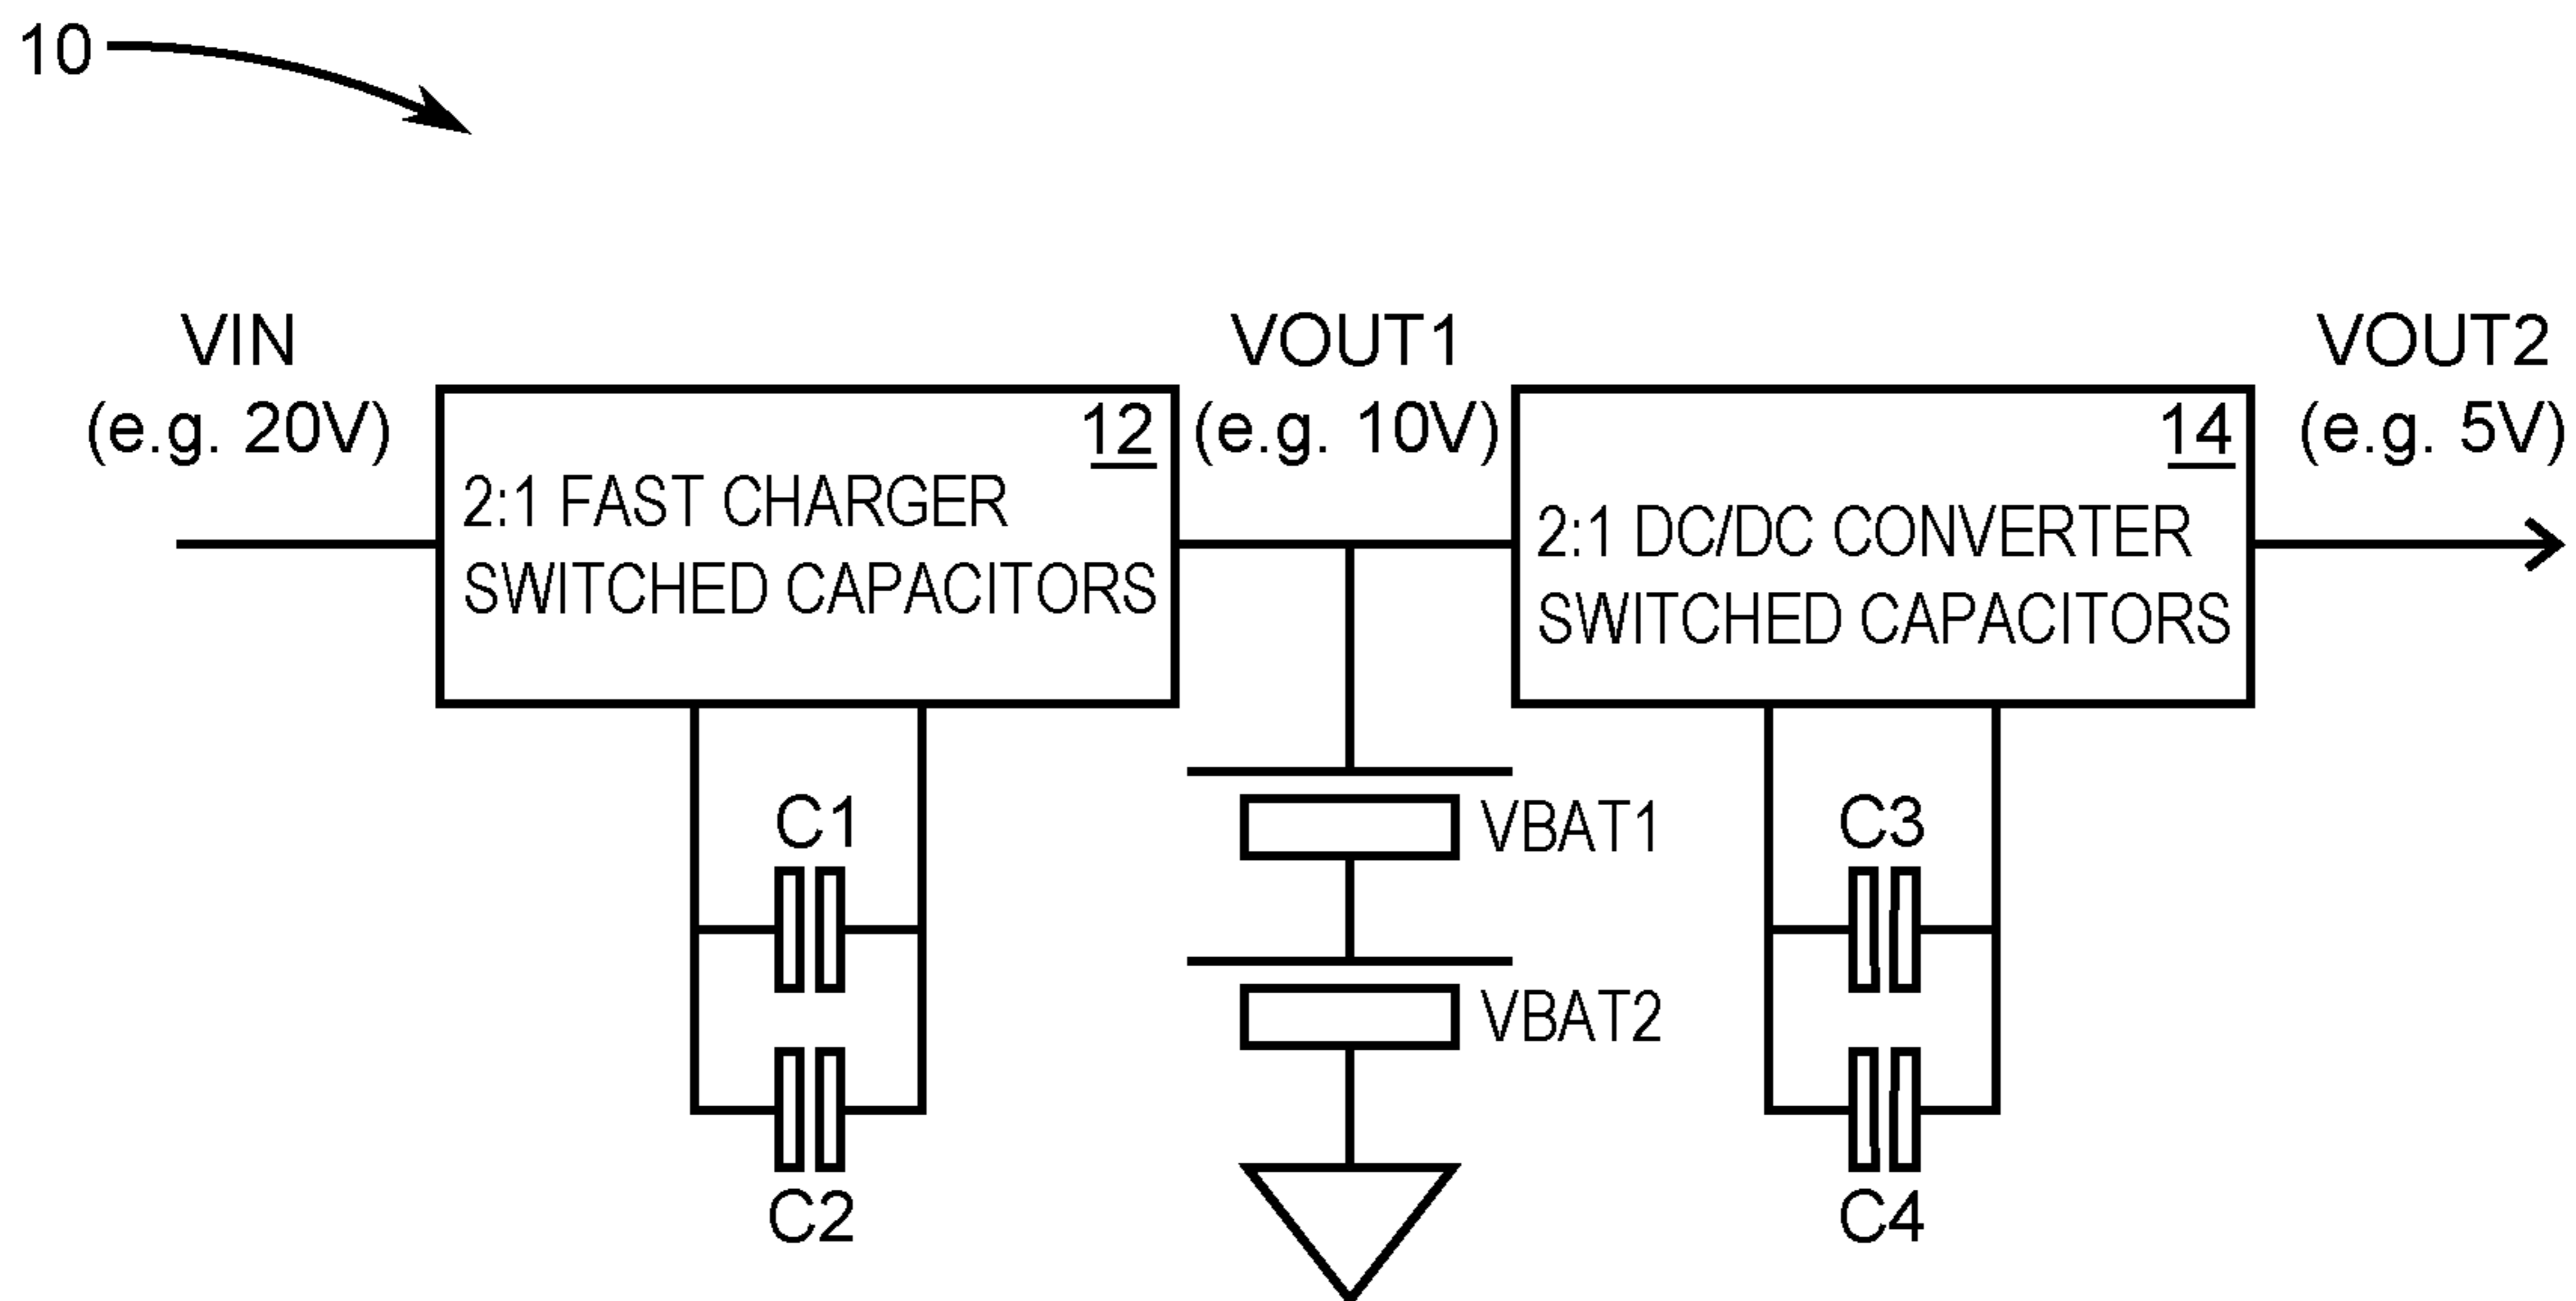 10
VIN
(e.g. 20V)
12
2:1 FAST CHARGER
SWITCHED CAPACITORS
VOUT1
(e.g. 10V)
14
2:1 DC/DC CONVERTER
SWITCHED CAPACITORS
VOUT2
(e.g. 5V)
C1
C2
VBAT1
VBAT2
C3
C4